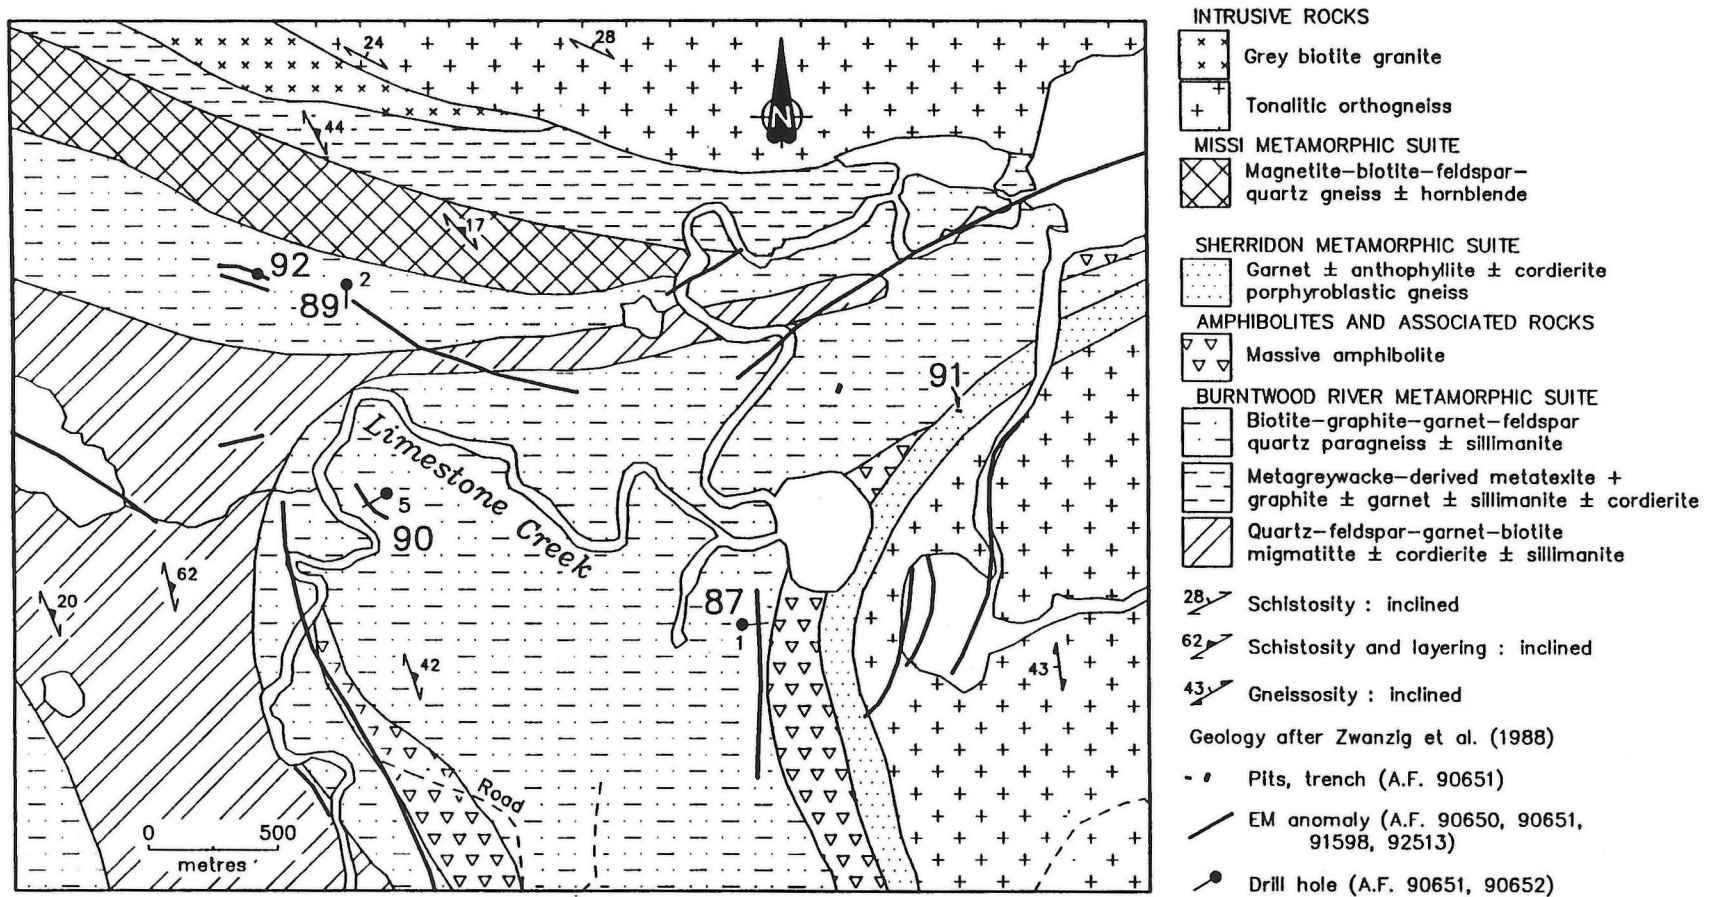 24
28
N
44
17
92
2
89
91
Limestone Creek
5
90
62
20
87
1
42
43
Road
0 500
metres
INTRUSIVE ROCKS
Grey biotite granite
Tonalitic orthogneiss
MISSI METAMORPHIC SUITE
Magnetite-biotite-feldspar-
quartz gneiss ± hornblende
SHERRIDON METAMORPHIC SUITE
Garnet ± anthophyllite ± cordierite
porphyroblastic gneiss
AMPHIBOLITES AND ASSOCIATED ROCKS
Massive amphibolite
BURNTWOOD RIVER METAMORPHIC SUITE
Biotite-graphite-garnet-feldspar
quartz paragneiss ± sillimanite
Metagreywacke-derived metatexite +
graphite ± garnet ± sillimanite ± cordierite
Quartz-feldspar-garnet-biotite
migmatitte ± cordierite ± sillimanite
28 Schistosity : inclined
62 Schistosity and layering : inclined
43 Gneissosity : inclined
Geology after Zwanzig et al. (1988)
Pits, trench (A.F. 90651)
EM anomaly (A.F. 90650, 90651,
91598, 92513)
Drill hole (A.F. 90651, 90652)